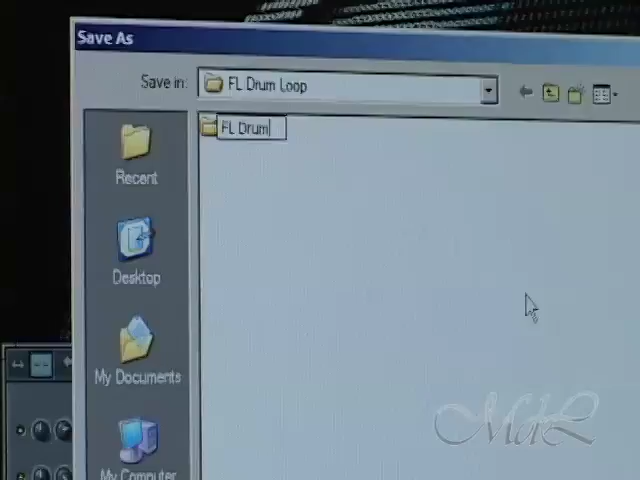 Save As
Save in: FL Drum Loop
FL Drum
Recent
Desktop
My Documents
My Computer
MdL